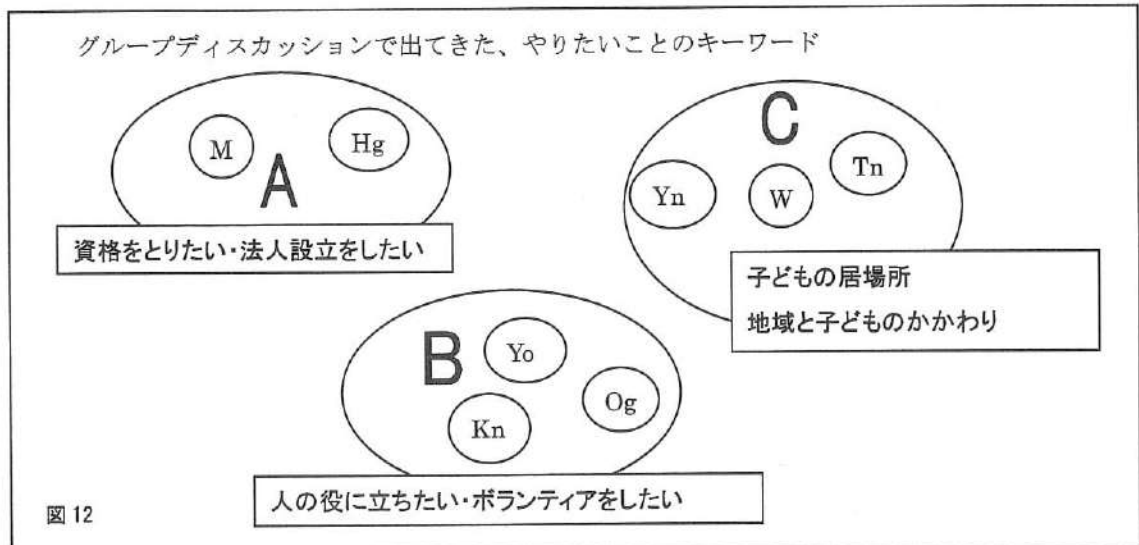 グループディスカッションで出てきた、やりたいことのキーワード
M
Hg
A
資格をとりたい・法人設立をしたい
C
Yn
W
Tn
子どもの居場所
地域と子どものかかわり
B
Yo
Kn
Og
人の役に立ちたい・ボランティアをしたい
図 12